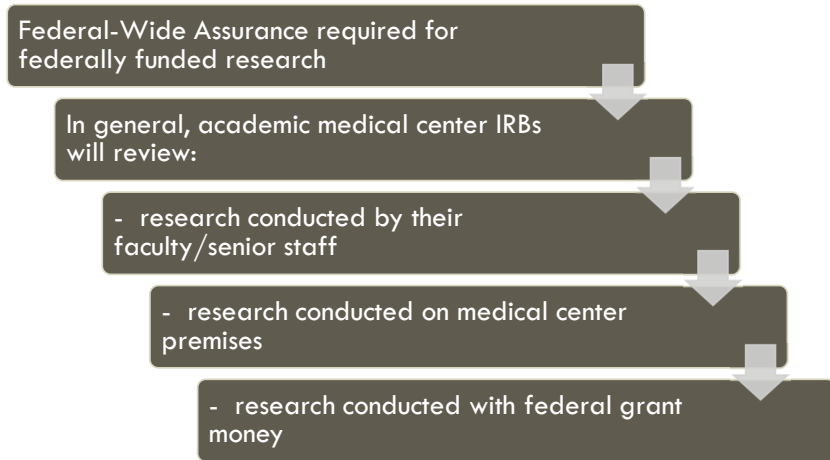 Federal-Wide Assurance required for
federally funded research
In general, academic medical center IRBs
will review:
- research conducted by their
faculty/senior staff
- research conducted on medical center
premises
- research conducted with federal grant
money